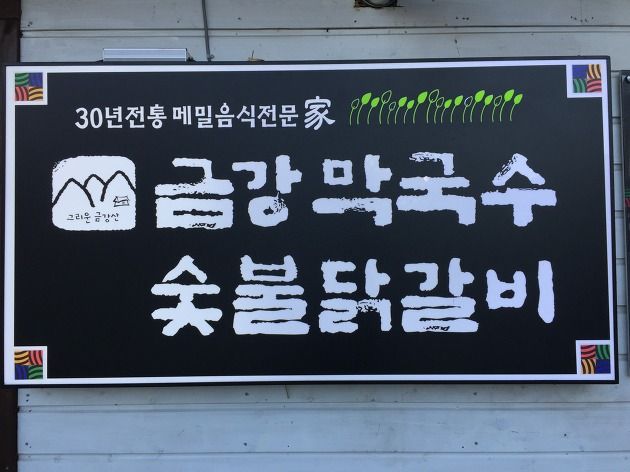 30년전통 메밀음식전문 家
그리운 금강산
금강 막국수
숯불닭갈비